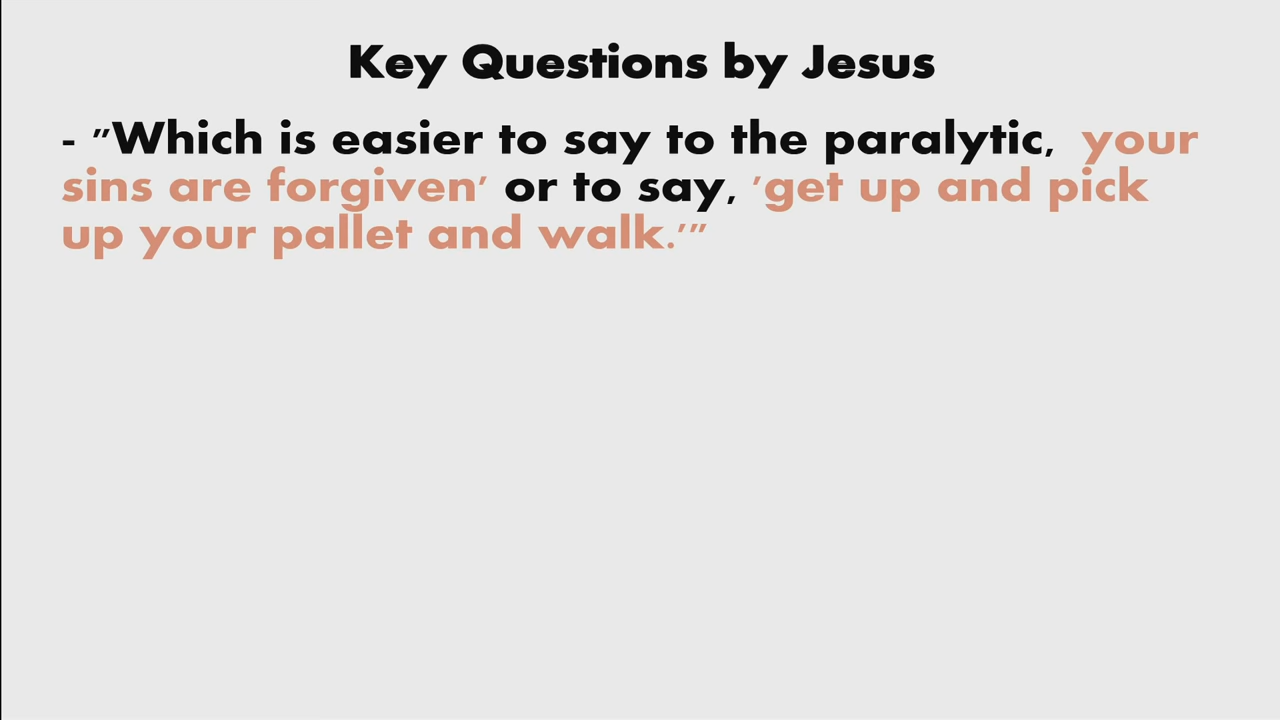 Key Questions by Jesus
- "Which is easier to say to the paralytic, your
sins are forgiven' or to say, 'get up and pick
up your pallet and walk.'"